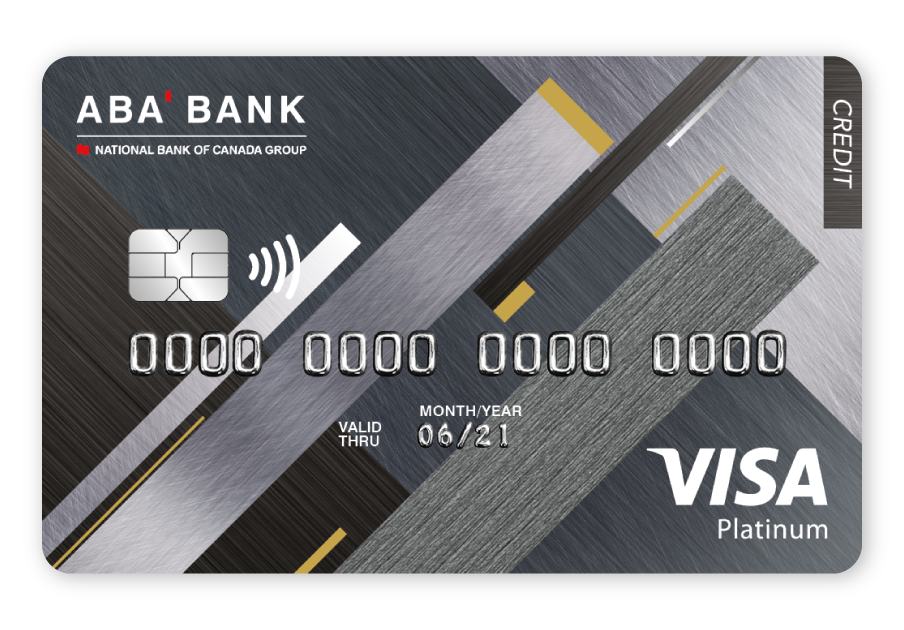 ABA' BANK
NATIONAL BANK OF CANADA GROUP
CREDIT
0000 0000 0000 0000
MONTH/YEAR
VALID THRU 06/21
VISA
Platinum